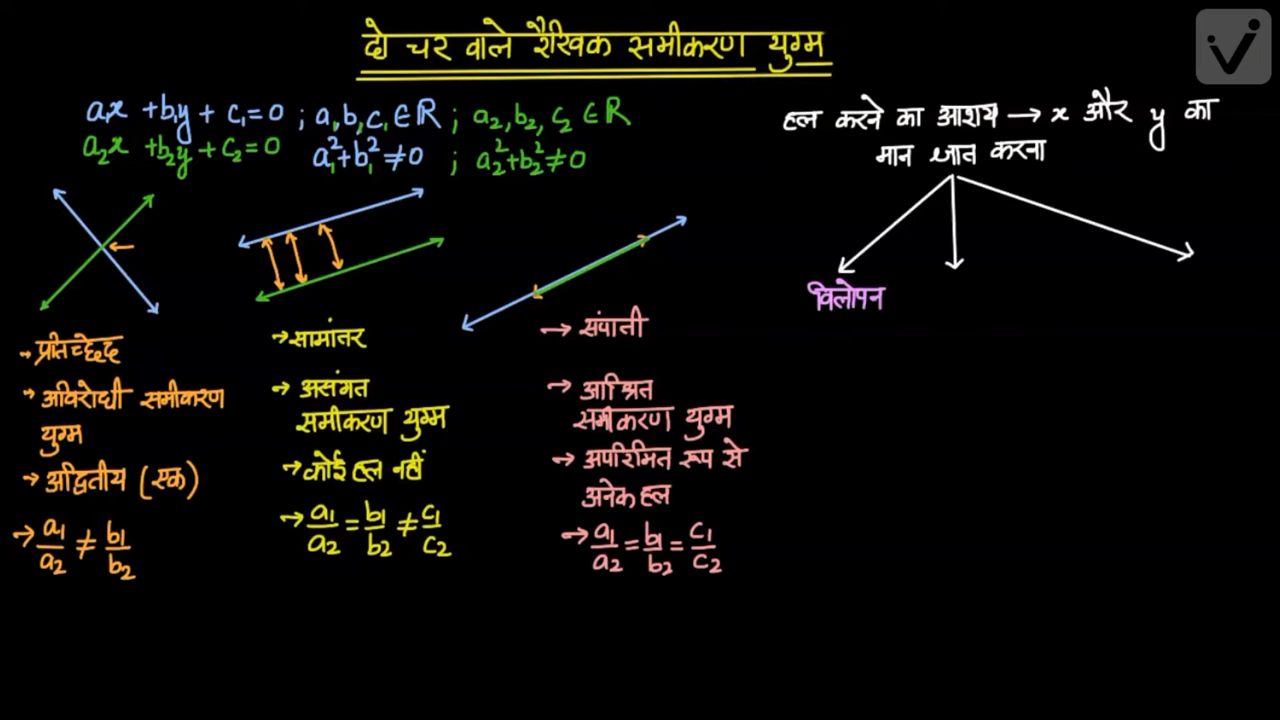 दो चर वाले रैखिक समीकरण युग्म
a₁x + b₁y + c₁ = 0 ; a₁, b₁, c₁ ∈ ℝ ; a₂, b₂, c₂ ∈ ℝ
a₂x + b₂y + c₂ = 0 a₁² + b₁² ≠ 0 ; a₂² + b₂² ≠ 0
हल करने का आशय → x और y का
मान ज्ञात करना
विलोपन
→ प्रतिच्छेद
→ अविरोधी समीकरण
युग्म
→ अद्वितीय (एक)
→ a₁/a₂ ≠ b₁/b₂
→ सामांतर
→ असंगत
समीकरण युग्म
→ कोई हल नहीं
→ a₁/a₂ = b₁/b₂ ≠ c₁/c₂
→ संपाती
→ आश्रित
समीकरण युग्म
→ अपरिमित रूप से
अनेक हल
→ a₁/a₂ = b₁/b₂ = c₁/c₂